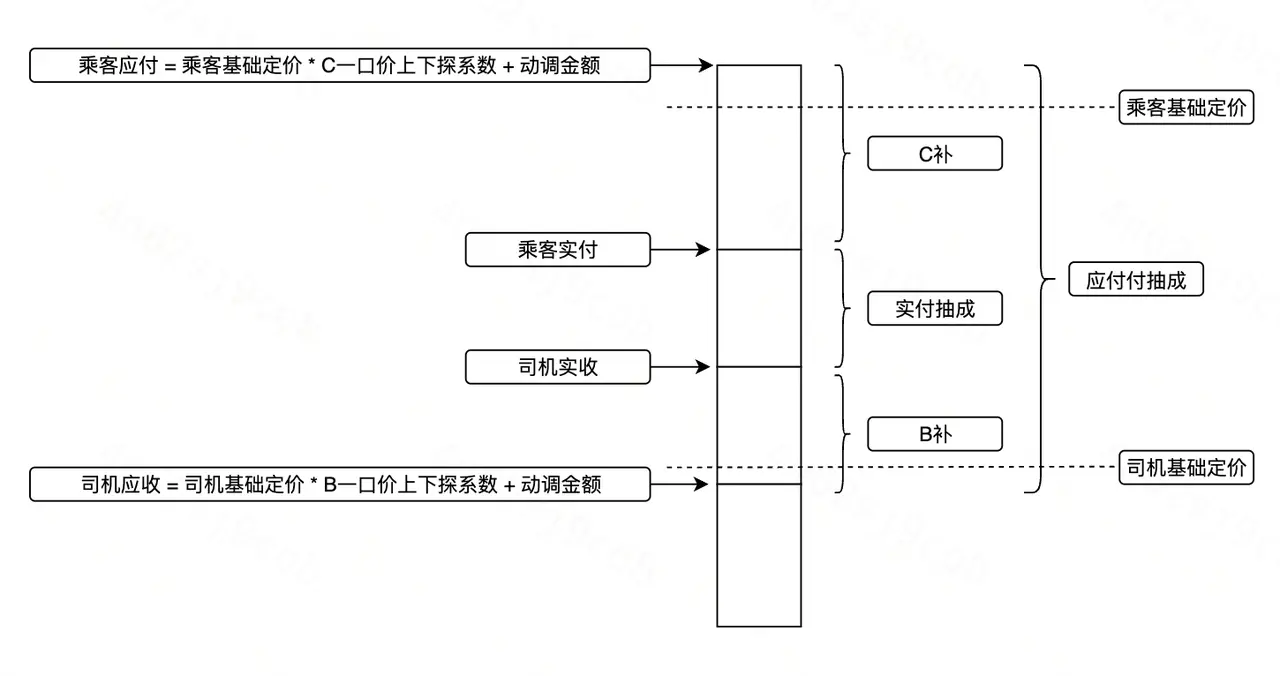 乘客应付 = 乘客基础定价 * C一口价上下探系数 + 动调金额
乘客基础定价
C补
乘客实付
应付付抽成
实付抽成
司机实收
B补
司机基础定价
司机应收 = 司机基础定价 * B一口价上下探系数 + 动调金额